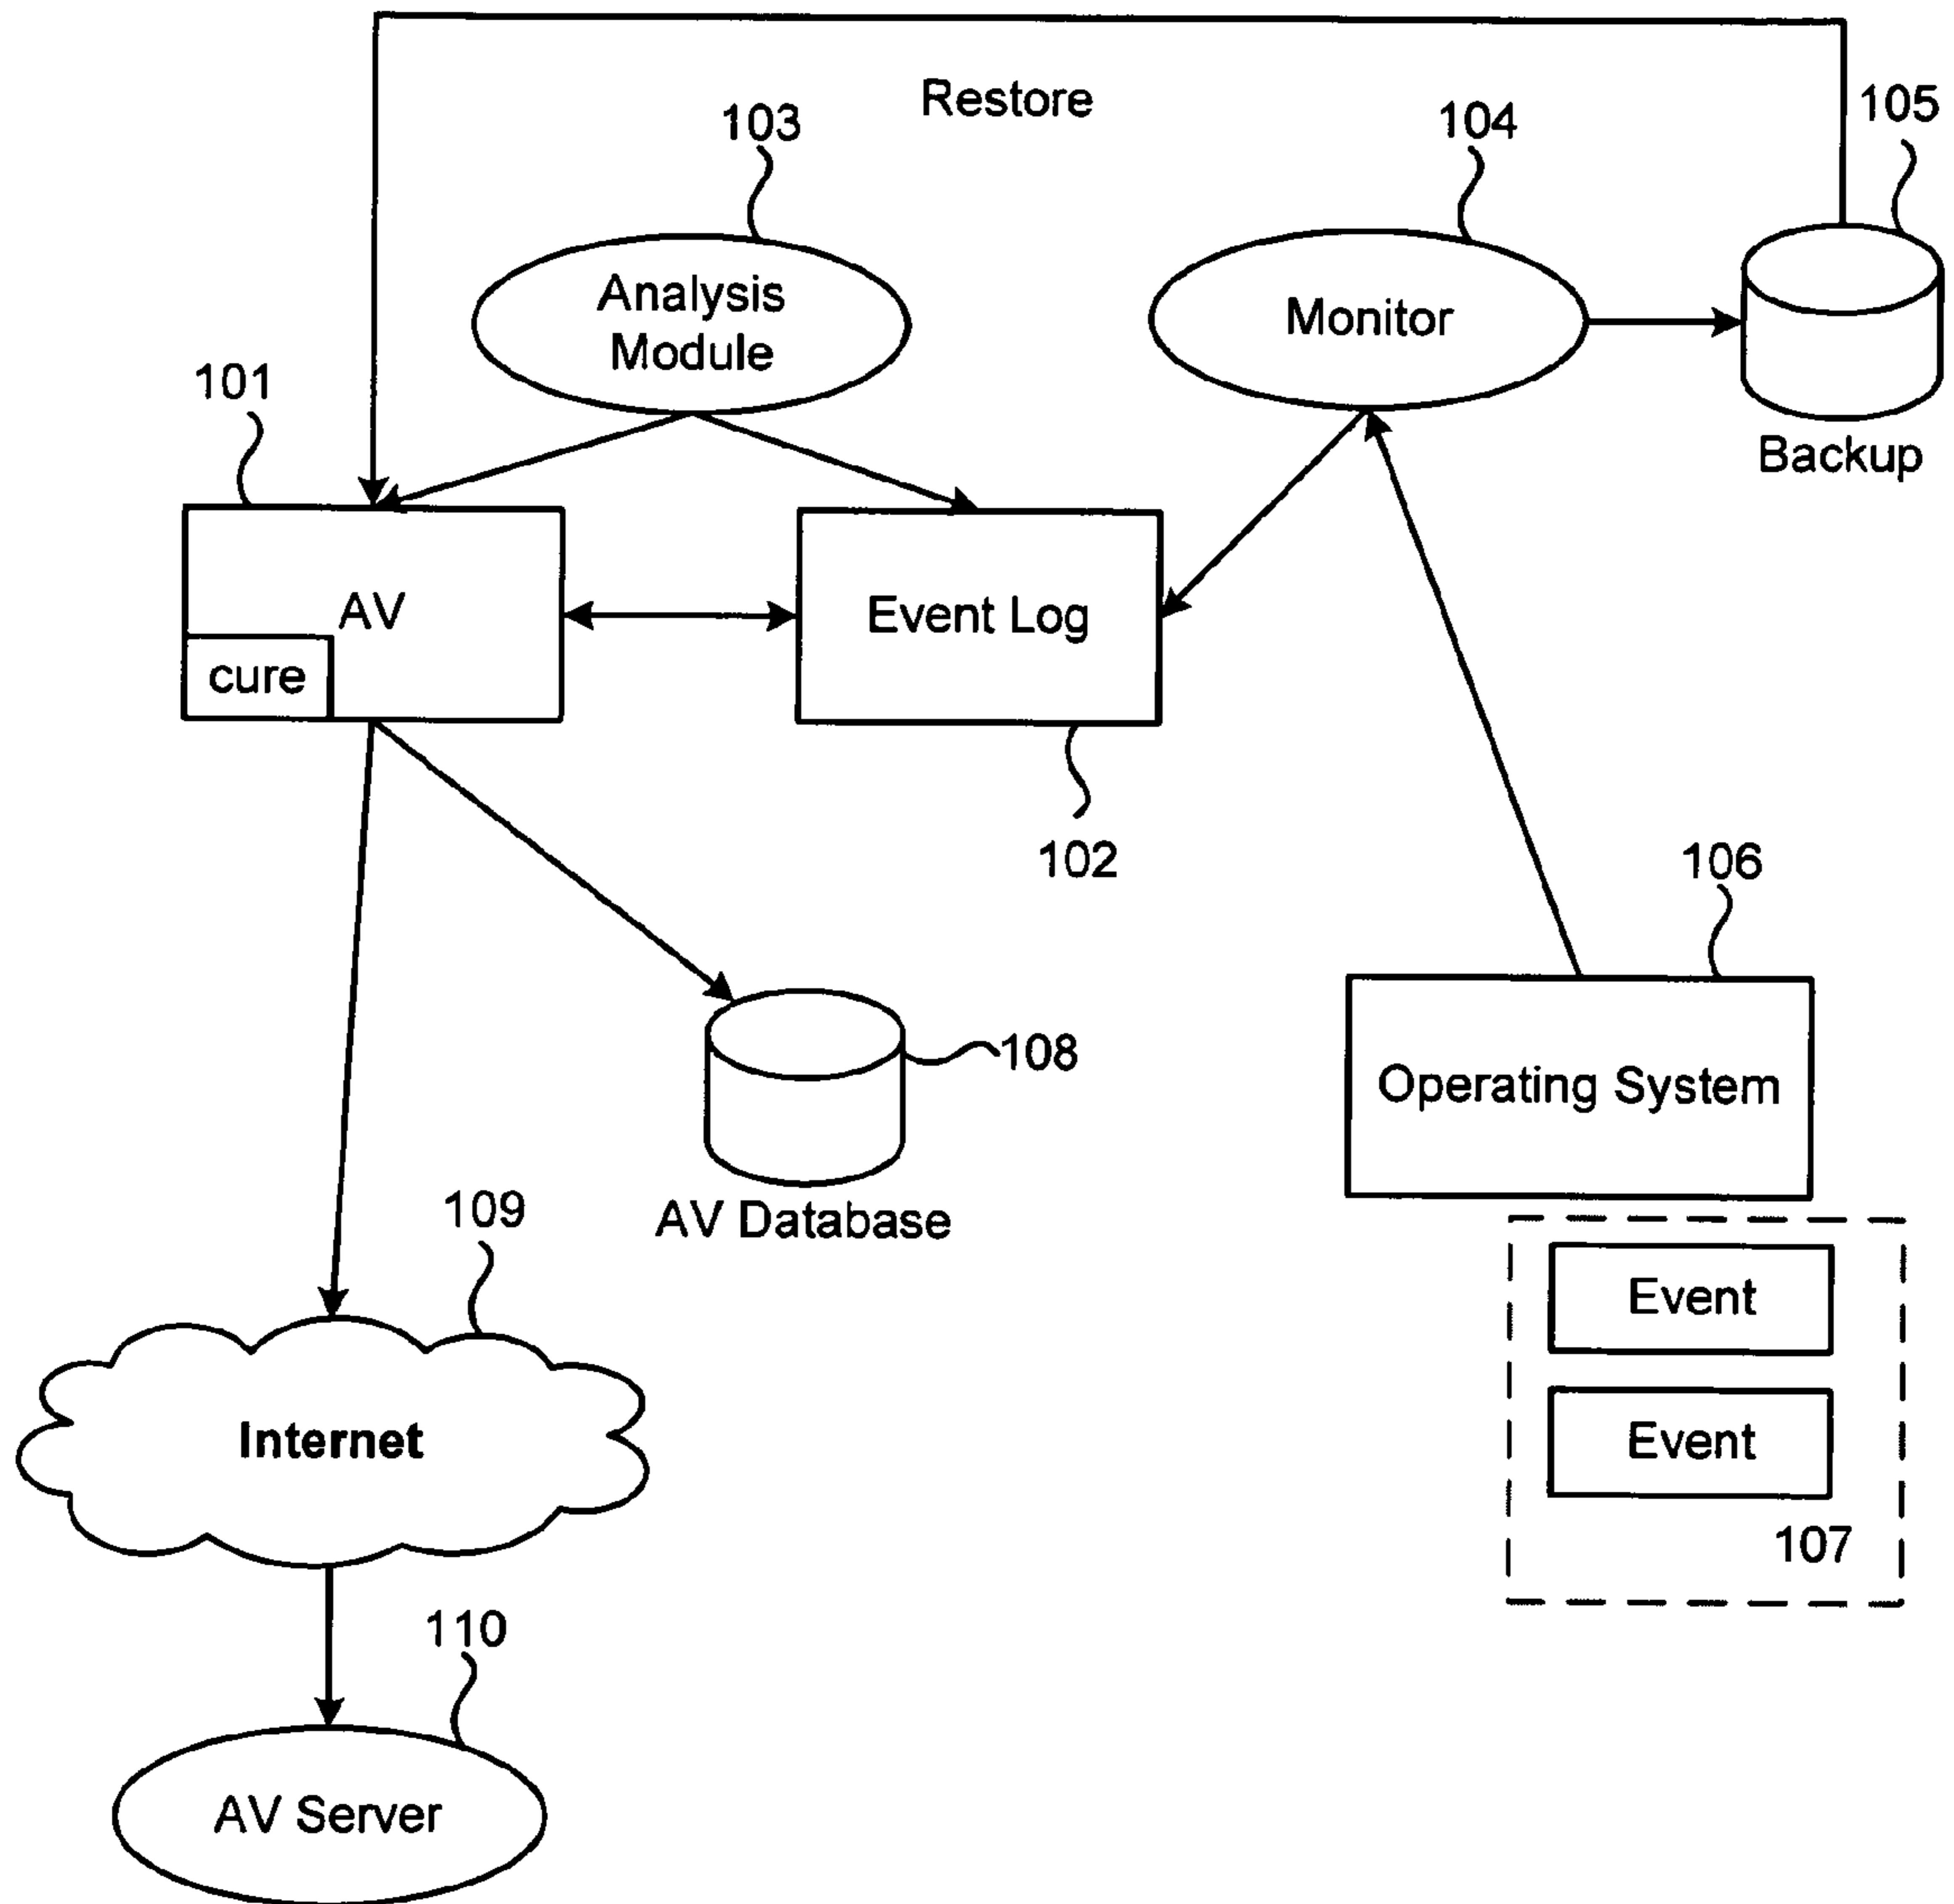 Restore
103
104
105
Analysis
Module
Monitor
101
Backup
AV
cure
Event Log
102
106
108
Operating System
AV Database
109
Event
Internet
Event
107
110
AV Server